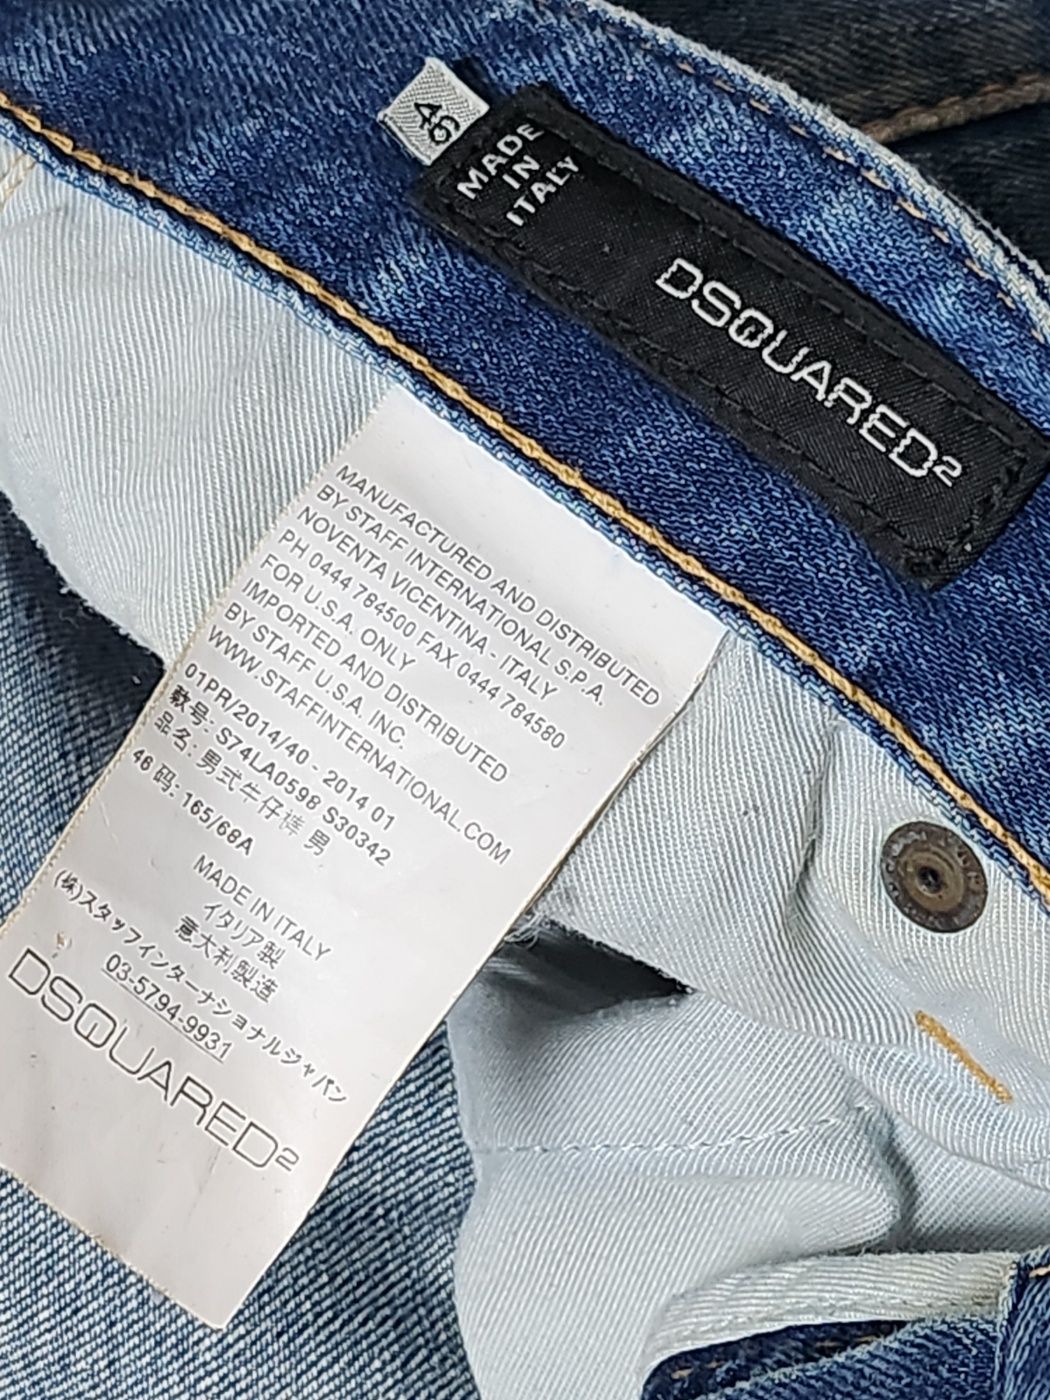 46
MADE
IN
ITALY
DSQUARED2
MANUFACTURED AND DISTRIBUTED
BY STAFF INTERNATIONAL S.P.A.
NOVENTA VICENTINA - ITALY
PH 0444 784500 FAX 0444 784580
FOR U.S.A. ONLY
IMPORTED AND DISTRIBUTED
BY STAFF U.S.A. INC.
WWW.STAFFINTERNATIONAL.COM
01PR/2014/40 - 2014 01
款号: S74LA0598 S30342
品名: 男式牛仔裤 男
46 码: 165/68A
MADE IN ITALY
イタリア製
意大利製造
(株)スタッフインターナショナルジャパン
03-5794-9931
DSQUARED2